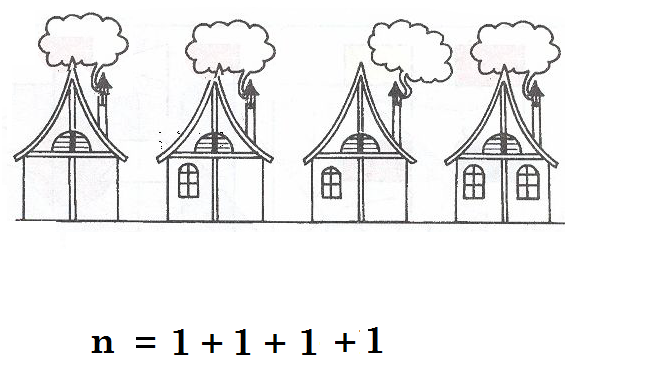 n = 1 + 1 + 1 + 1